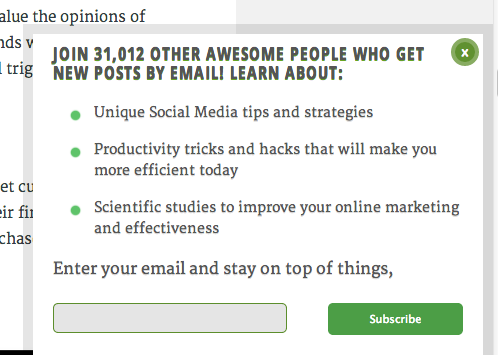 alue the opinions of
nds w
l trig
JOIN 31,012 OTHER AWESOME PEOPLE WHO GET
NEW POSTS BY EMAIL! LEARN ABOUT:
x
Unique Social Media tips and strategies
Productivity tricks and hacks that will make you
more efficient today
et cu
Scientific studies to improve your online marketing
eir fir
and effectiveness
chas
Enter your email and stay on top of things,
Subscribe